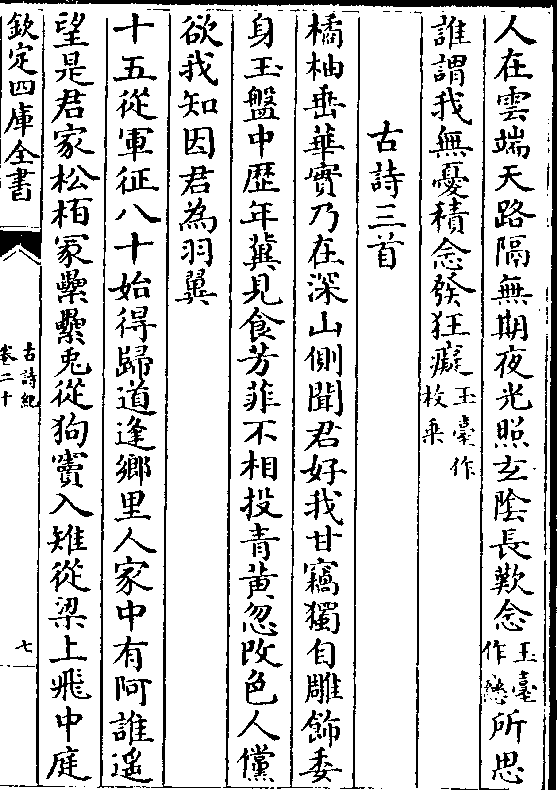 人在雲端天路隔無期夜光照玄陰長歎念玉臺作戀所思
誰謂我無憂積念發狂癡玉臺作枚乗
古詩三首
橘柚垂華實乃在深山側聞君好我甘竊獨自雕飾委
身玉盤中歴年冀見食芳菲不相投青黄忽改色人儻
欲我知因君為羽翼
十五從軍征八十始得歸道逢鄉里人家中有阿誰遥
望是君家松栢冢纍纍兎從狗竇入雉從梁上飛中庭
欽定四庫全書
古詩紀
卷二十
七